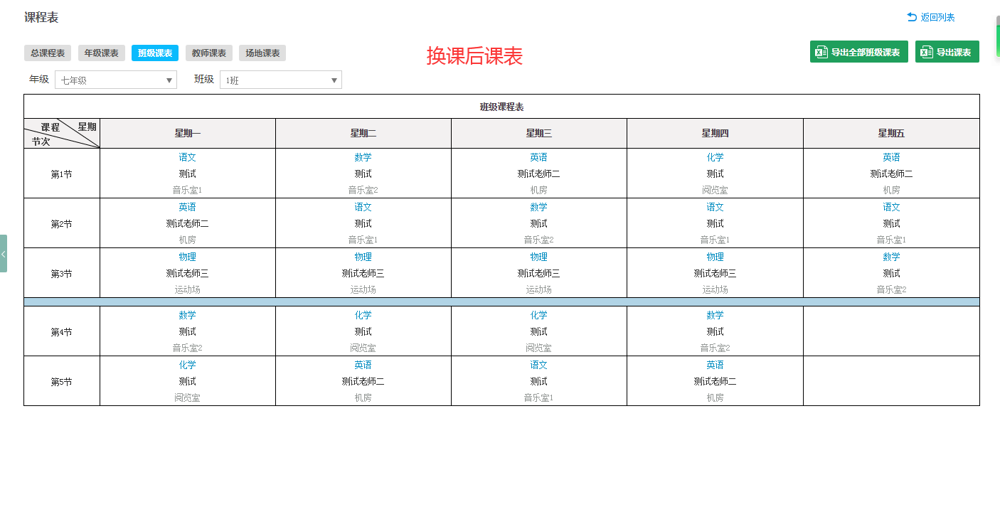 课程表
返回列表
总课程表 年级课表 班级课表 教师课表 场地课表
换课后课表
导出全部班级课表 导出课表
年级 七年级 班级 1班
班级课程表
课程 星期 节次 星期一 星期二 星期三 星期四 星期五
语文 数学 英语 化学 英语
第1节 测试 测试 测试老师二 测试 测试老师二
音乐室1 音乐室2 机房 阅览室 机房
英语 语文 数学 语文 语文
第2节 测试老师二 测试 测试 测试 测试
机房 音乐室1 音乐室2 音乐室1 音乐室1
物理 物理 物理 物理 数学
第3节 测试老师三 测试老师三 测试老师三 测试老师三 测试
运动场 运动场 运动场 运动场 音乐室2
数学 化学 化学 数学
第4节 测试 测试 测试 测试
音乐室2 阅览室 阅览室 音乐室2
化学 英语 语文 英语
第5节 测试 测试老师二 测试 测试老师二
阅览室 机房 音乐室1 机房